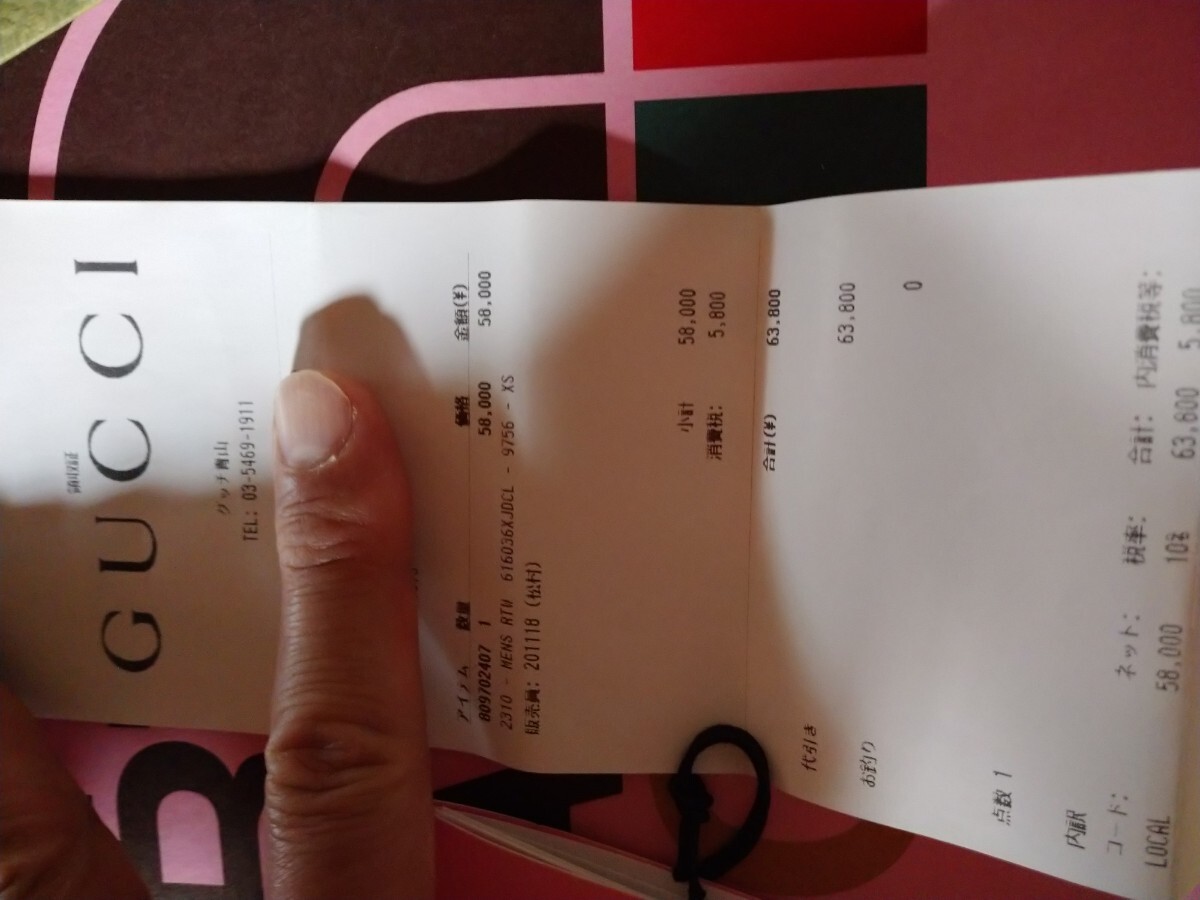 GUCCI
領収証
グッチ青山
TEL: 03-5469-1911
アイテム 数量 価格 金額(¥)
809702407 1 58,000 58,000
2310 - MENS RTW 616036XJDCL - 9756 - XS
販売員: 201118 (松村)
小計 58,000
消費税: 5,800
合計(¥) 63,800
代引き 63,800
お釣り 0
点数 1
内訳
コード: ネット: 税率: 合計: 内消費税等:
LOCAL 58,000 10% 63,800 5,800